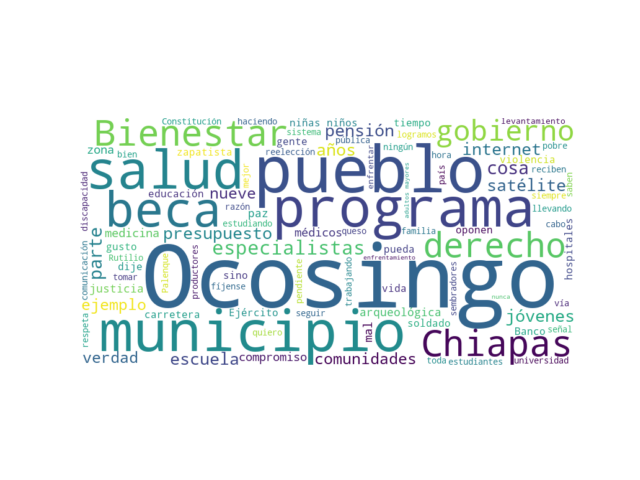 Constitución haciendo niñas niños tiempo levantamiento
Bienestar sistema pensión logramos gobierno
zona zapatista gente pública ningún hora internet pobre
bien reelección años enfrentar país violencia
salud pueblo cosa reciben
discapacidad mejor adultos mayores satélite siempre saben
educación nueve programa llevando
beca razón paz cabo
estudiando familia oponen
medicina presupuesto médicos queso derecho hospitales
parte gusto especialistas pueda
comunicación Rutilio dije Palenque productores sino pendiente trabajando vida enfrentamiento sembradores vía
tomar fíjense Ocosingo nunca
justicia
ejemplo Ejército seguir arqueológica jóvenes
respeta carretera soldado Banco señal
municipio quiero mal Chiapas
verdad escuela compromiso comunidades toda estudiantes universidad